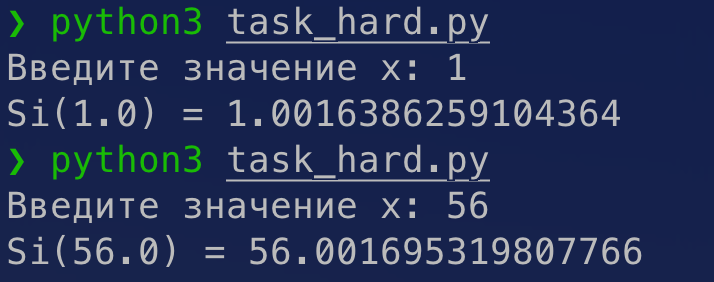 ❯ python3 task_hard.py
Введите значение x: 1
Si(1.0) = 1.0016386259104364
❯ python3 task_hard.py
Введите значение x: 56
Si(56.0) = 56.001695319807766